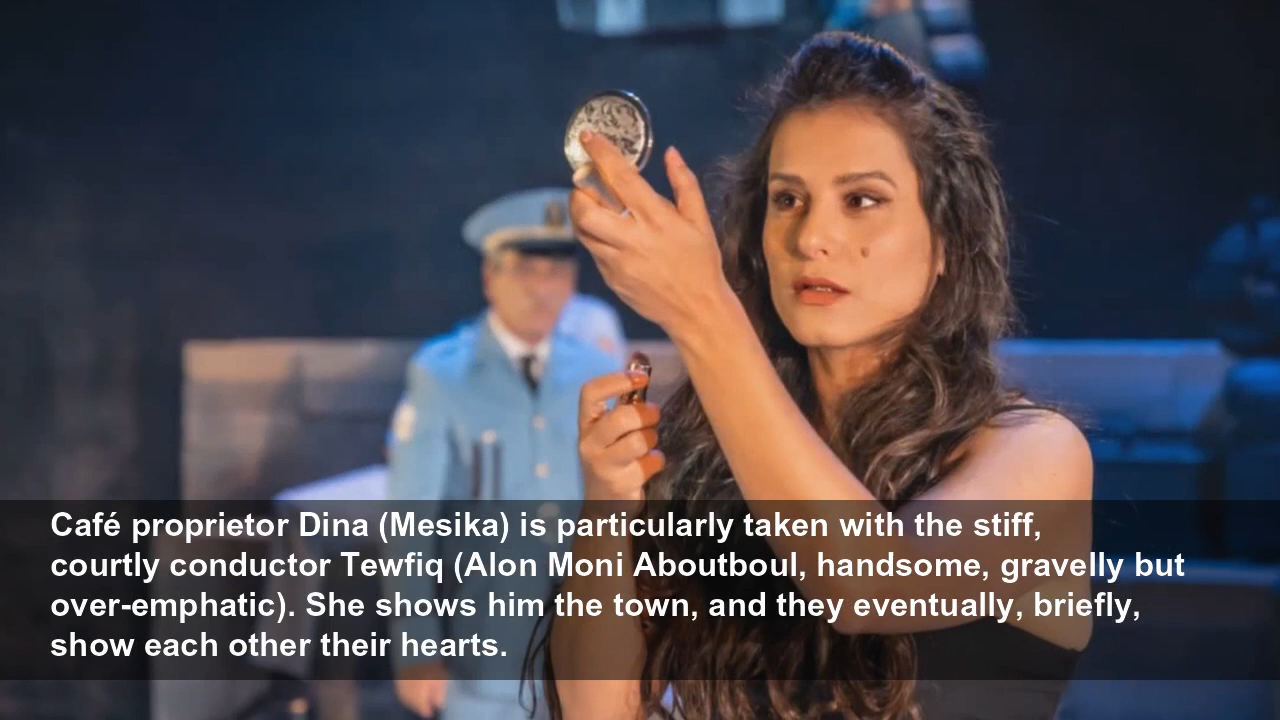 Café proprietor Dina (Mesika) is particularly taken with the stiff,
courtly conductor Tewfiq (Alon Moni Aboutboul, handsome, gravelly but
over-emphatic). She shows him the town, and they eventually, briefly,
show each other their hearts.